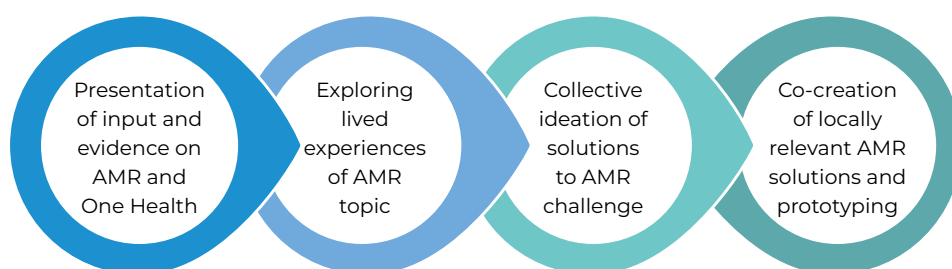 Presentation
of input and
evidence on
AMR and
One Health
Exploring
lived
experiences
of AMR
topic
Collective
ideation of
solutions
to AMR
challenge
Co-creation
of locally
relevant AMR
solutions and
prototyping